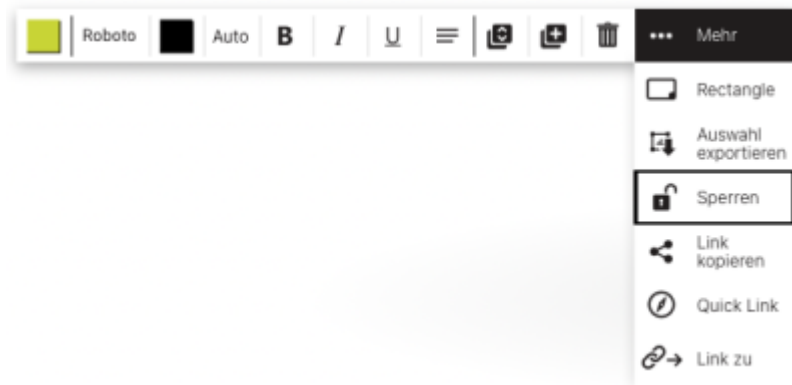 Roboto Auto B I U Mehr
Rectangle
Auswahl
exportieren
Sperren
Link
kopieren
Quick Link
Link zu